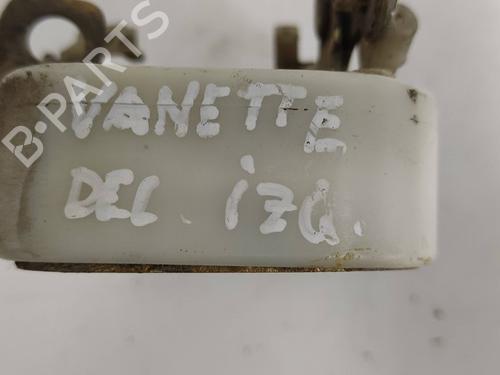 B-PARTS
VANETTE
DEL. IZQ.